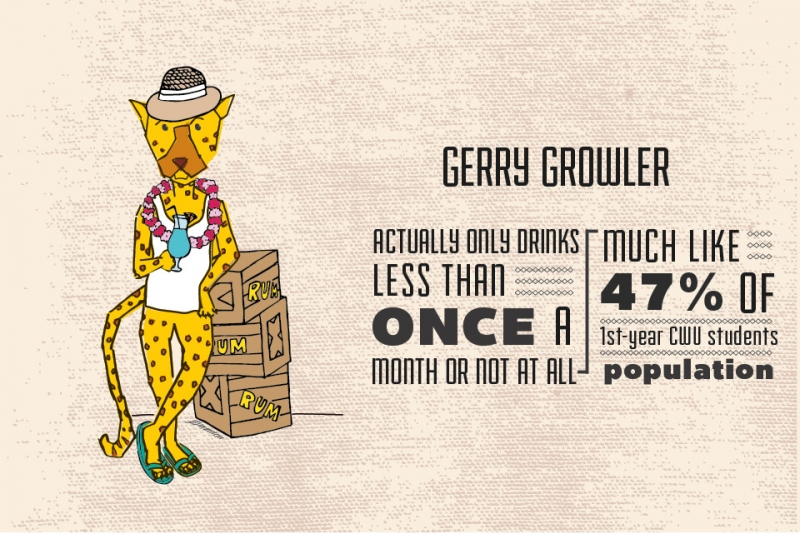 GERRY GROWLER
ACTUALLY ONLY DRINKS
LESS THAN
ONCE A
MONTH OR NOT AT ALL
MUCH LIKE
47% OF
1st-year CWU students
population
RUM
RUM
RUM